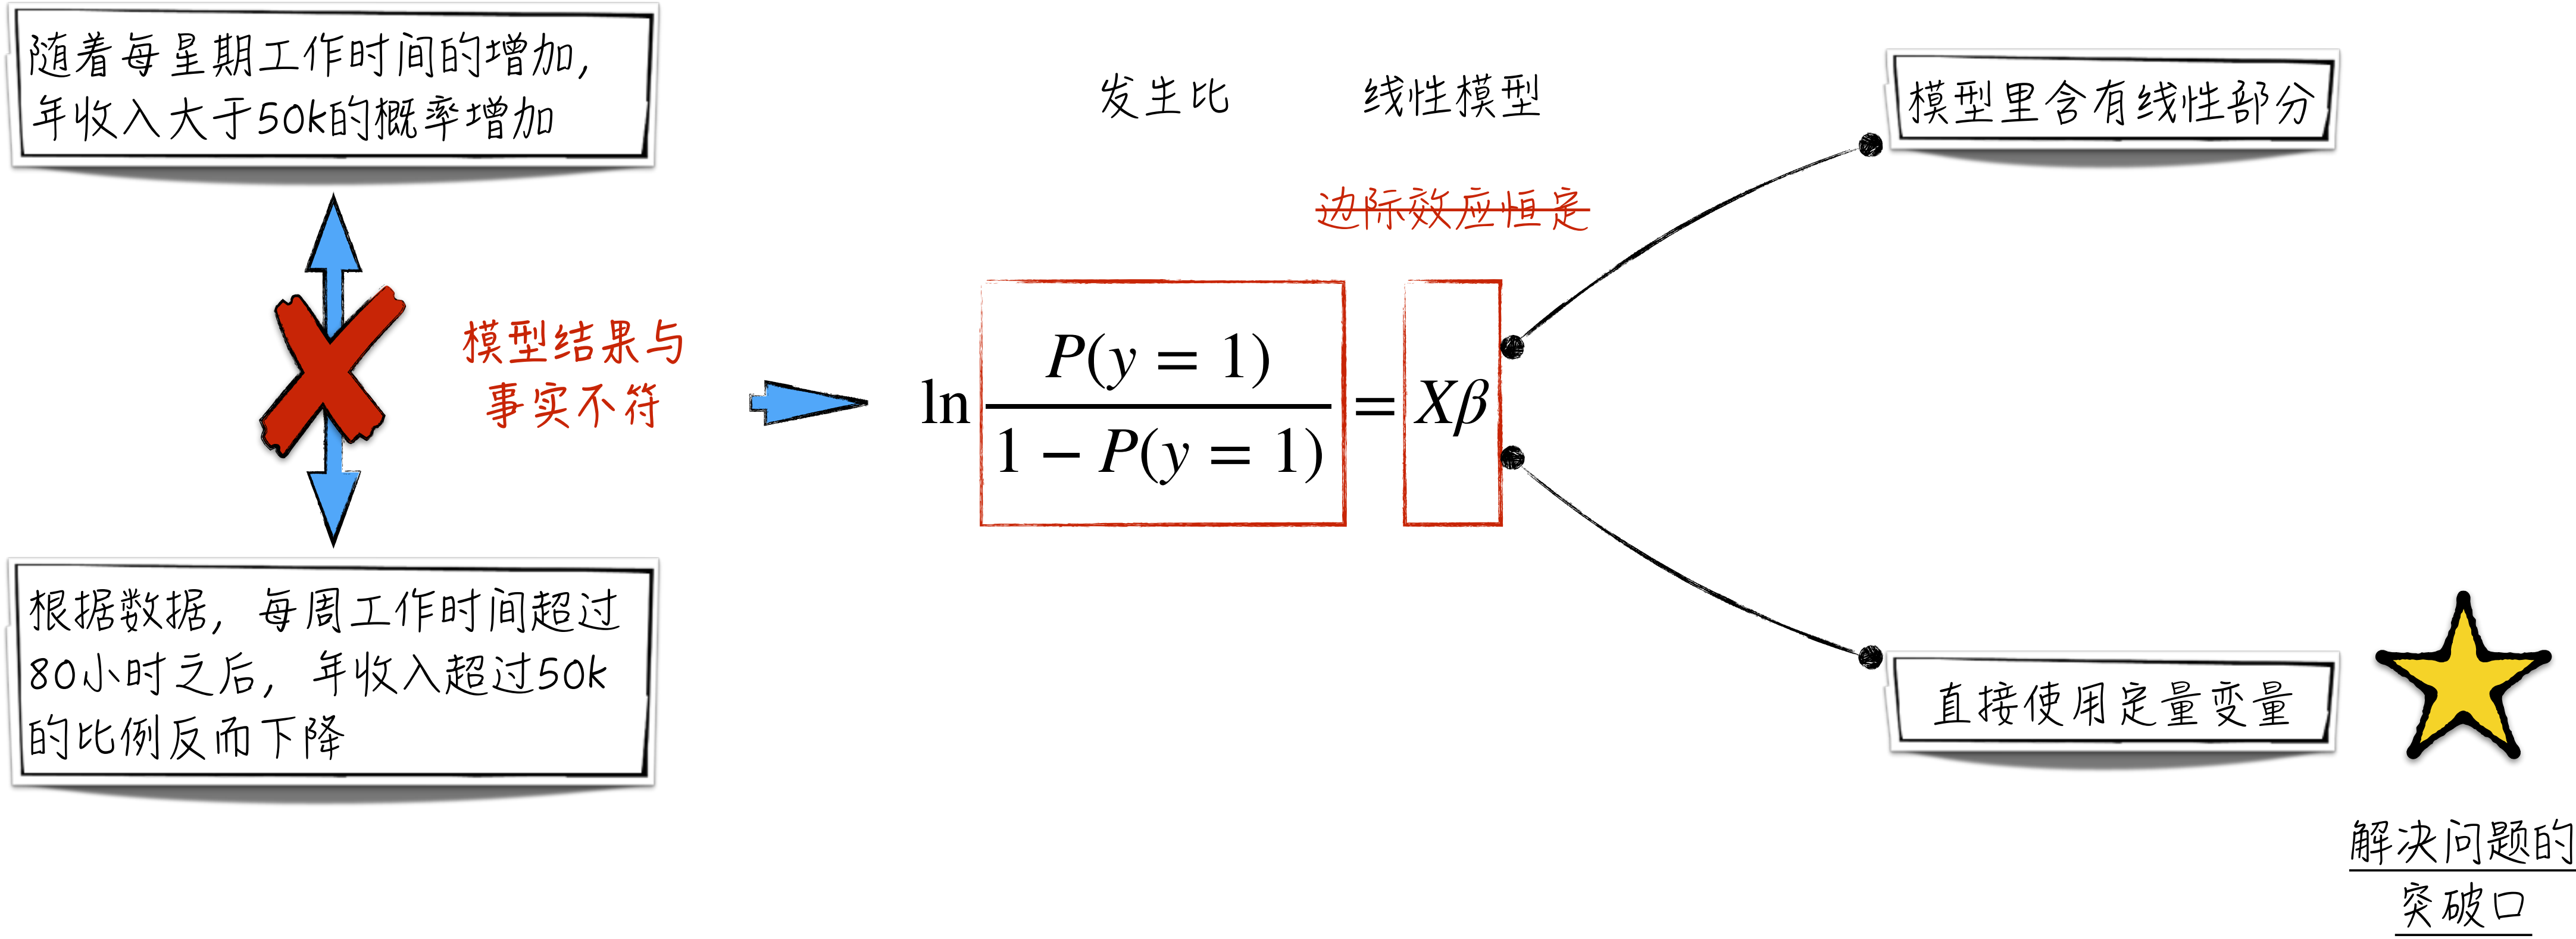 随着每星期工作时间的增加,
年收入大于50k的概率增加
模型结果与
事实不符
根据数据, 每周工作时间超过
80小时之后, 年收入超过50k
的比例反而下降
发生比
线性模型
边际效应恒定
ln P(y = 1) / 1 − P(y = 1) = Xβ
模型里含有线性部分
直接使用定量变量
解决问题的
突破口